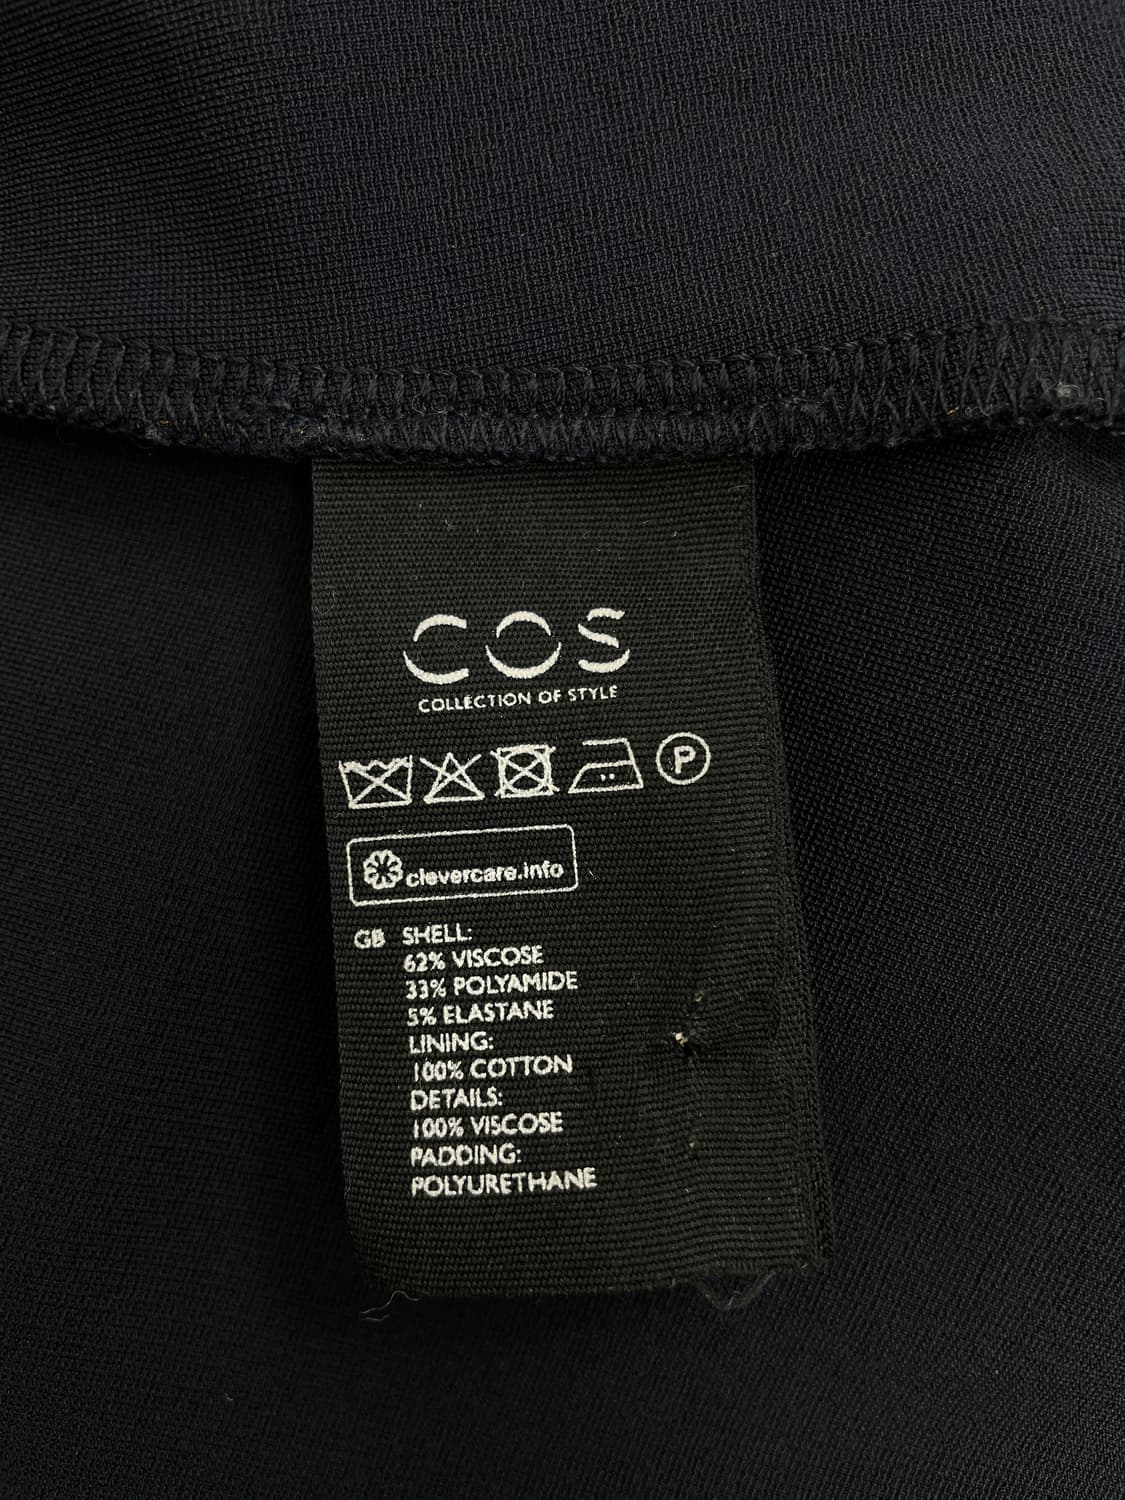 COS
COLLECTION OF STYLE
P
clevercare.info
GB SHELL:
62% VISCOSE
33% POLYAMIDE
5% ELASTANE
LINING:
100% COTTON
DETAILS:
100% VISCOSE
PADDING:
POLYURETHANE